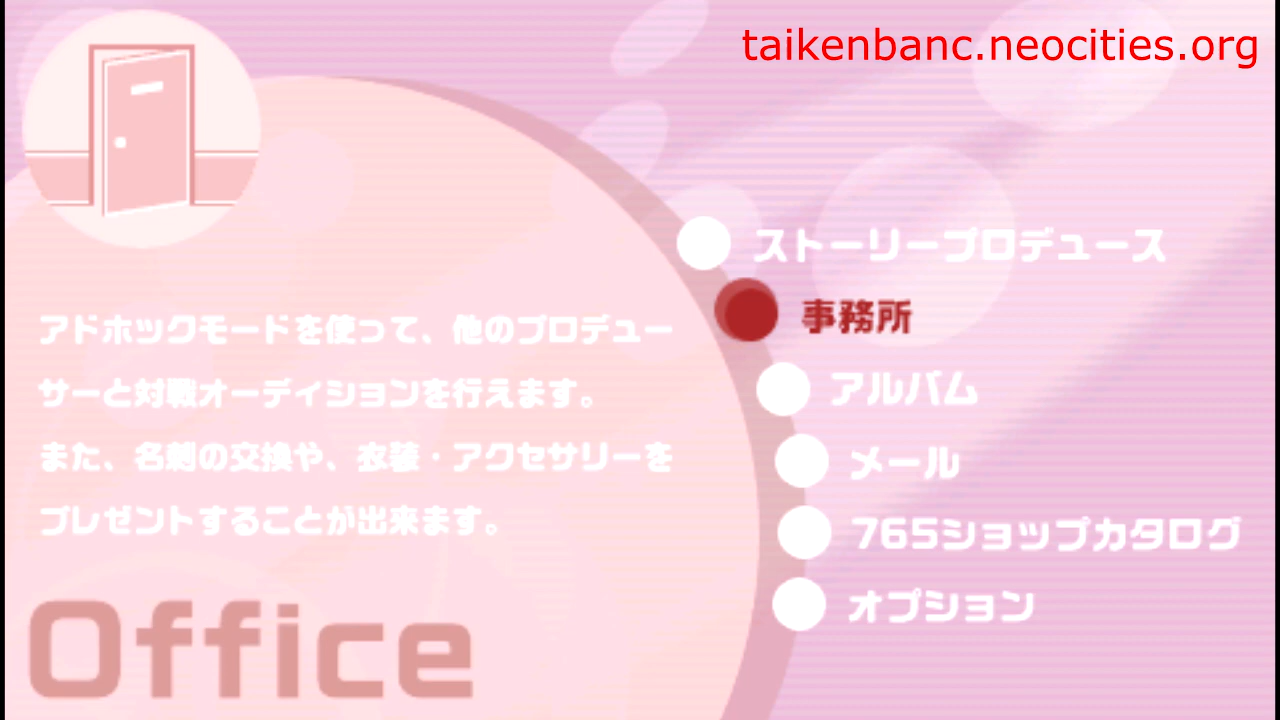 taikenbanc.neocities.org
ストーリープロデュース
事務所
アルバム
メール
765ショップカタログ
オプション
アドホックモードを使って、他のプロデュー
サーと対戦オーディションを行えます。
また、名刺の交換や、衣装・アクセサリーを
プレゼントすることが出来ます。
Office